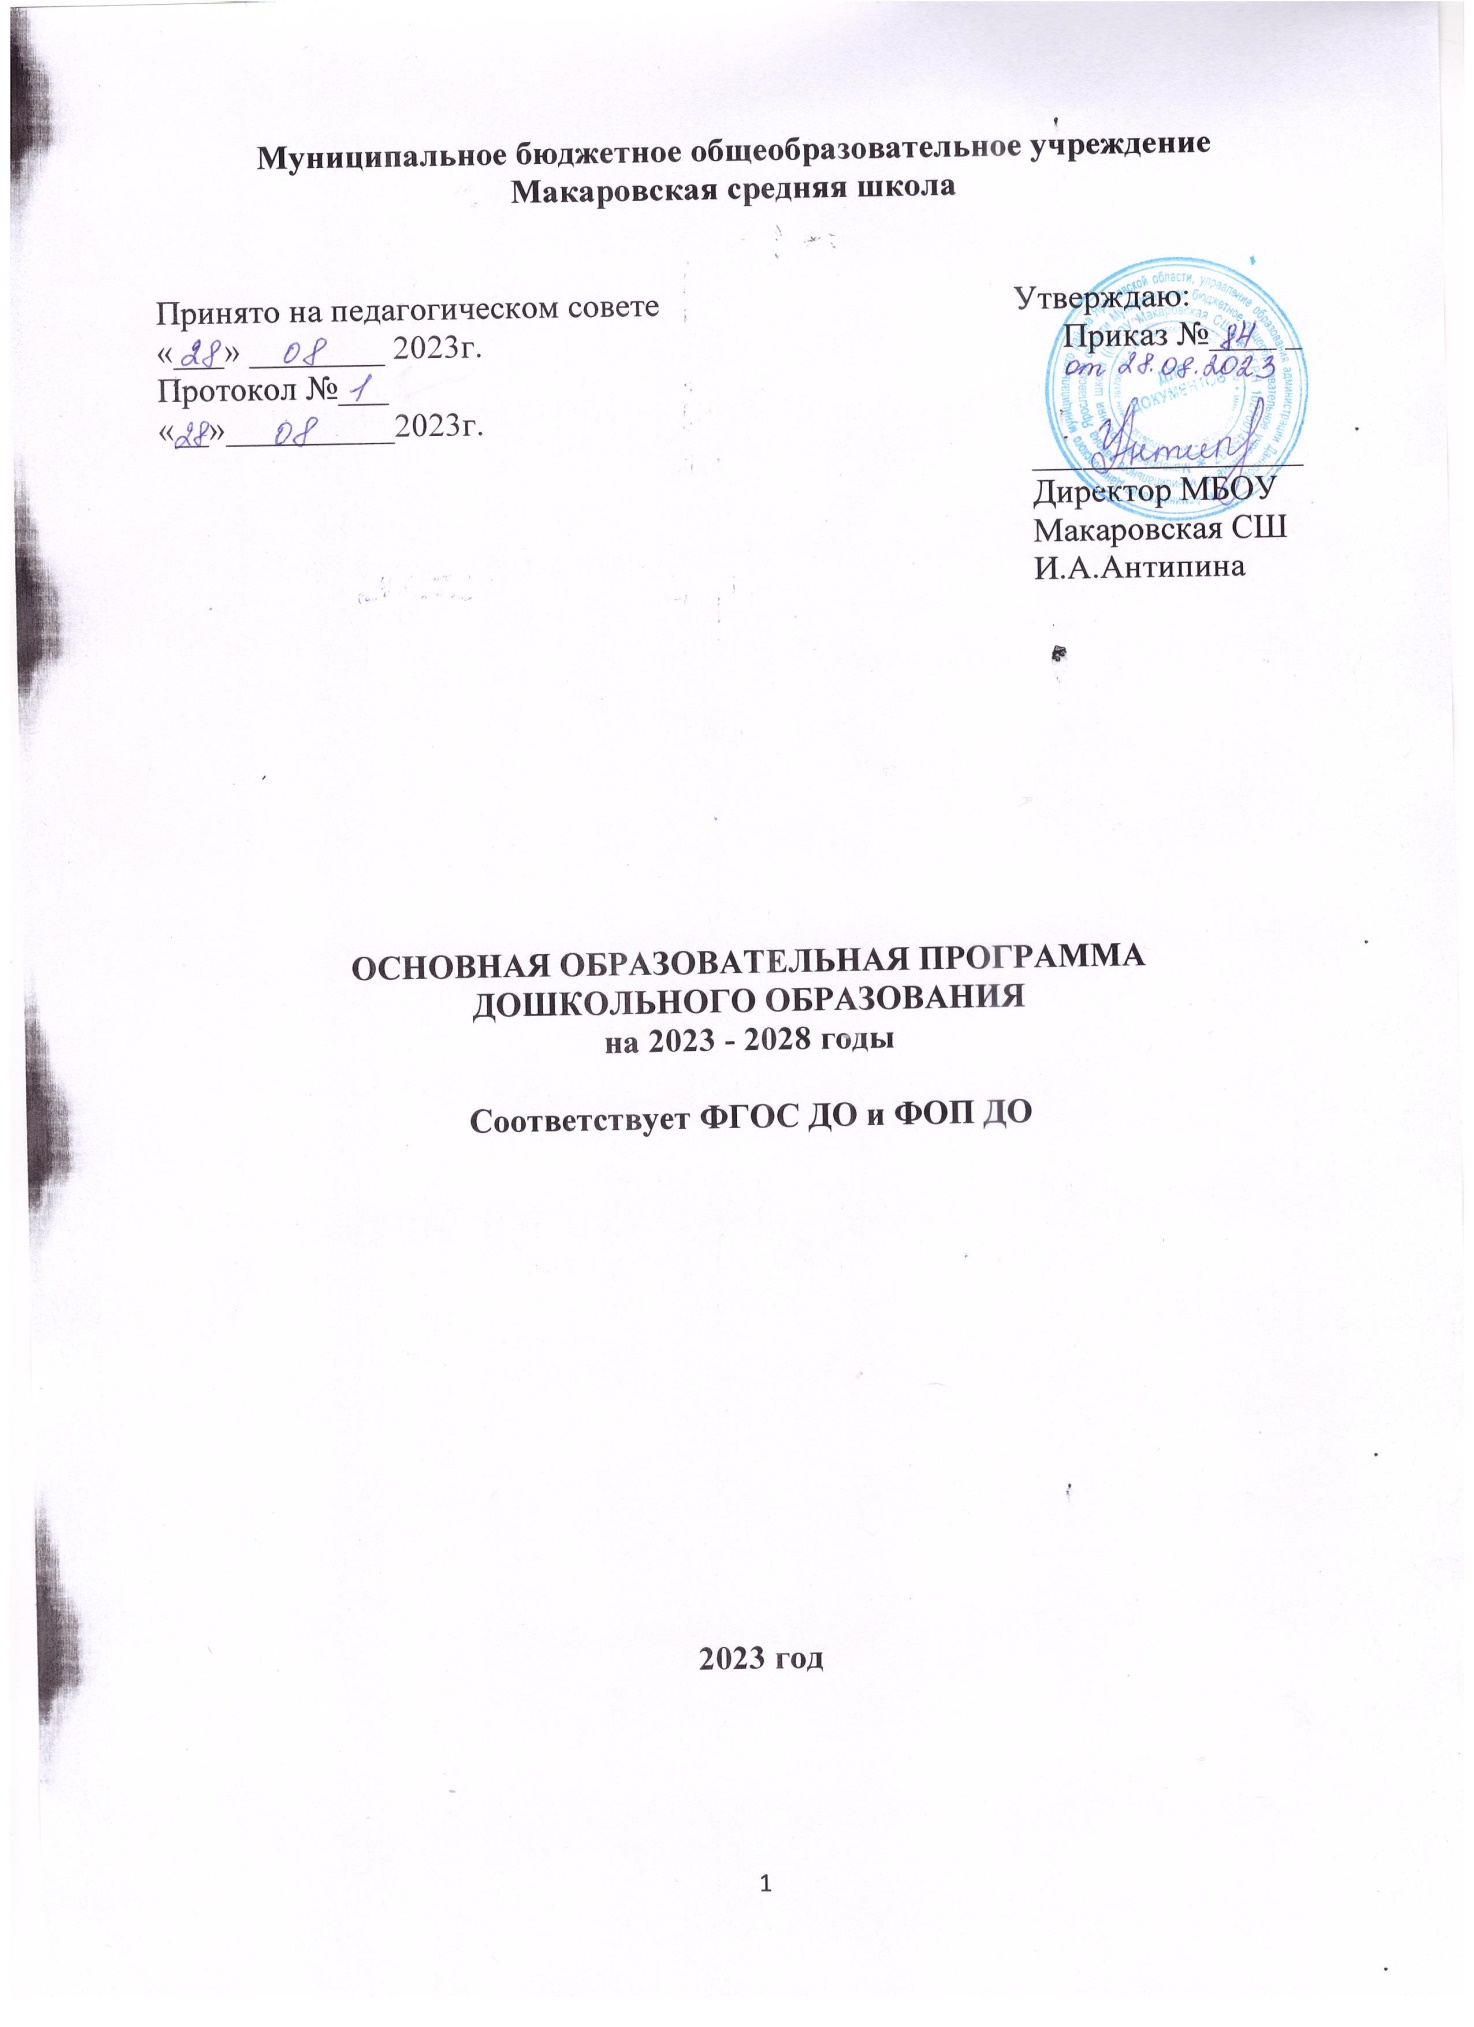 Муниципальное бюджетное общеобразовательное учреждение
Макаровская средняя школа
Принято на педагогическом совете
«28» 08 2023г.
Протокол № 1
«28» 08 2023г.
Утверждаю:
Приказ № 84
от 28.08.2023
ДОКУМЕНТОВ
Антип
Директор МБОУ
Макаровская СШ
И.А.Антипина
ОСНОВНАЯ ОБРАЗОВАТЕЛЬНАЯ ПРОГРАММА
ДОШКОЛЬНОГО ОБРАЗОВАНИЯ
на 2023 - 2028 годы
Соответствует ФГОС ДО и ФОП ДО
2023 год
1